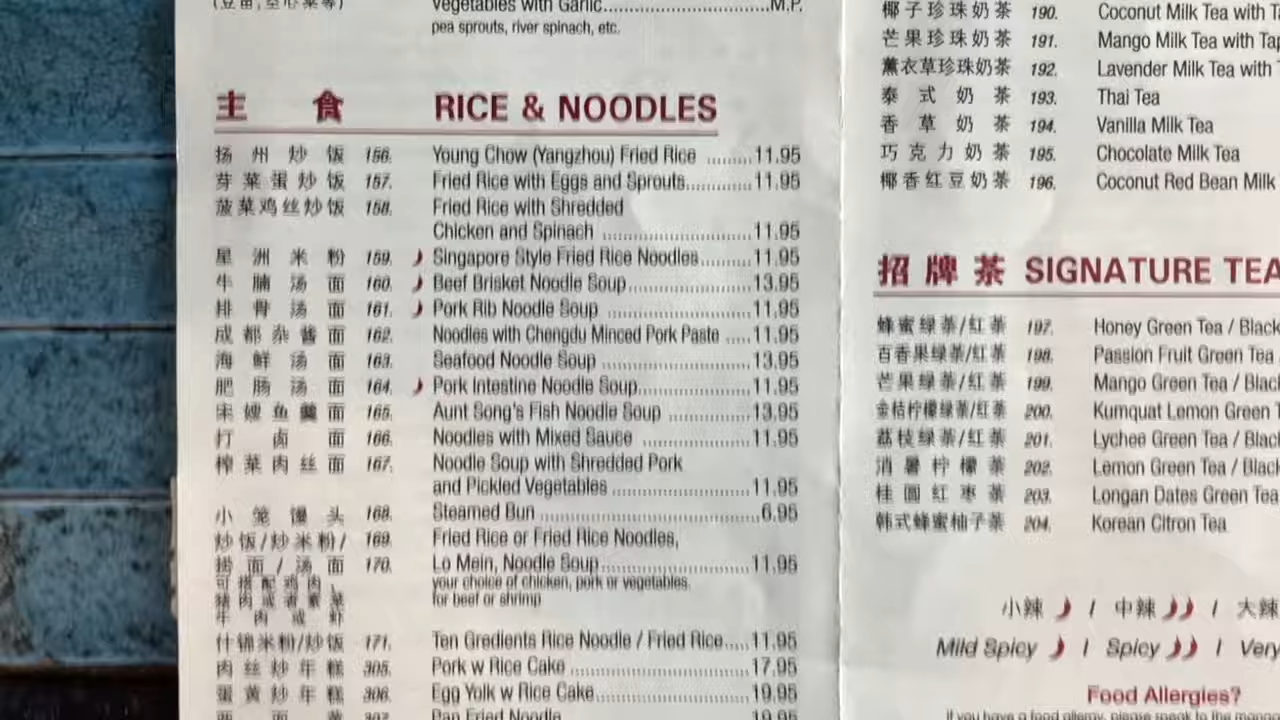 (豆苗,空心菜等)
Vegetables with Garlic M.P.
pea sprouts, river spinach, etc.
主 食 RICE & NOODLES
扬州炒饭 156. Young Chow (Yangzhou) Fried Rice 11.95
芽菜蛋炒饭 157. Fried Rice with Eggs and Sprouts 11.95
菠菜鸡丝炒饭 158. Fried Rice with Shredded
Chicken and Spinach 11.95
星洲米粉 159. Singapore Style Fried Rice Noodles 11.95
牛腩汤面 160. Beef Brisket Noodle Soup 13.95
排骨汤面 161. Pork Rib Noodle Soup 11.95
成都杂酱面 162. Noodles with Chengdu Minced Pork Paste 11.95
海鲜汤面 163. Seafood Noodle Soup 13.95
肥肠汤面 164. Pork Intestine Noodle Soup 11.95
宋嫂鱼羹面 165. Aunt Song's Fish Noodle Soup 13.95
打卤面 166. Noodles with Mixed Sauce 11.95
榨菜肉丝面 167. Noodle Soup with Shredded Pork
and Pickled Vegetables 11.95
小笼馒头 168. Steamed Bun 6.95
炒饭/炒米粉/ 169. Fried Rice or Fried Rice Noodles,
捞面/汤面 170. Lo Mein, Noodle Soup 11.95
可搭配鸡肉、 your choice of chicken, pork or vegetables.
猪肉或者素菜 for beef or shrimp
牛肉或虾
什锦米粉/炒饭 171. Ten Gredients Rice Noodle / Fried Rice 11.95
肉丝炒年糕 305. Pork w Rice Cake 17.95
蛋黄炒年糕 306. Egg Yolk w Rice Cake 19.95
307. Pan Fried Noodle 19.95
椰子珍珠奶茶 190. Coconut Milk Tea with
芒果珍珠奶茶 191. Mango Milk Tea with
薰衣草珍珠奶茶 192. Lavender Milk Tea with
泰式奶茶 193. Thai Tea
香草奶茶 194. Vanilla Milk Tea
巧克力奶茶 195. Chocolate Milk Tea
椰香红豆奶茶 196. Coconut Red Bean Milk
招牌茶 SIGNATURE TEA
蜂蜜绿茶/红茶 197. Honey Green Tea / Black
百香果绿茶/红茶 198. Passion Fruit Green Tea
芒果绿茶/红茶 199. Mango Green Tea / Black
金桔柠檬绿茶/红茶 200. Kumquat Lemon Green
荔枝绿茶/红茶 201. Lychee Green Tea / Black
消暑柠檬茶 202. Lemon Green Tea / Black
桂圆红枣茶 203. Longan Dates Green Tea
韩式蜂蜜柚子茶 204. Korean Citron Tea
小辣 / 中辣 / 大辣
Mild Spicy / Spicy / Very
Food Allergies?
If you have a food allergy, please speak to the